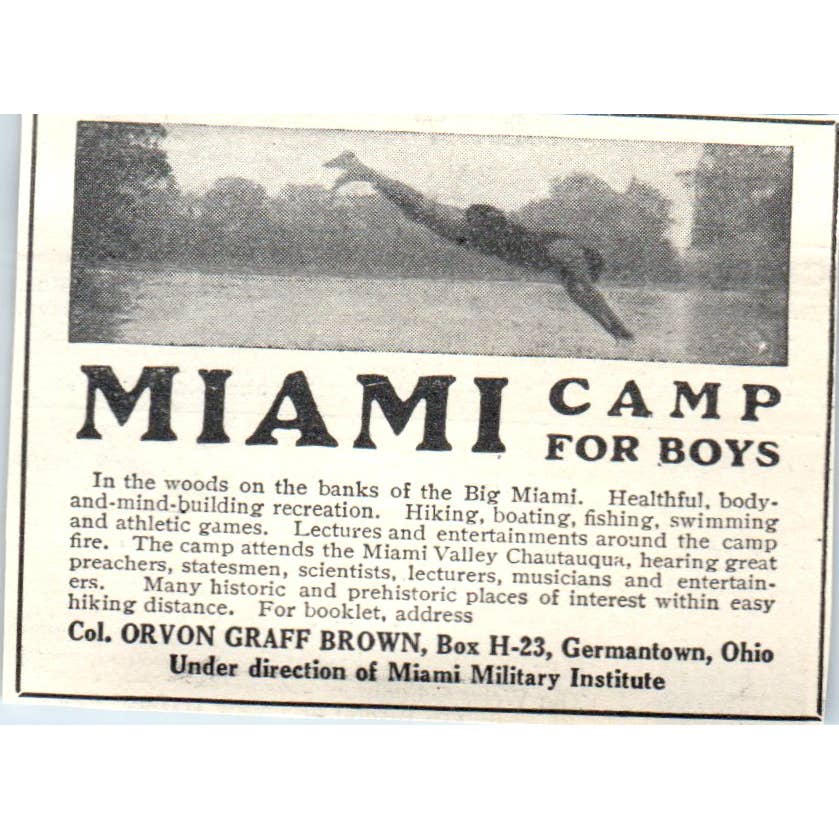 MIAMI CAMP
FOR BOYS
In the woods on the banks of the Big Miami. Healthful, body-
and-mind-building recreation. Hiking, boating, fishing, swimming
and athletic games. Lectures and entertainments around the camp
fire. The camp attends the Miami Valley Chautauqua, hearing great
preachers, statesmen, scientists, lecturers, musicians and entertain-
ers. Many historic and prehistoric places of interest within easy
hiking distance. For booklet, address
Col. ORVON GRAFF BROWN, Box H-23, Germantown, Ohio
Under direction of Miami Military Institute